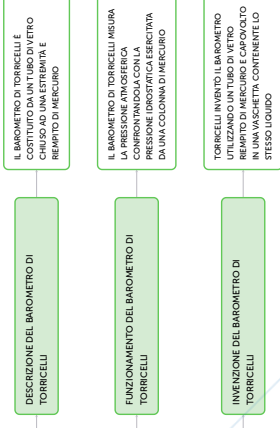 IL BAROMETRO DI TORRICELLI È
COSTITUITO DA UN TUBO DI VETRO
CHIUSO AD UNA ESTREMITÀ E
RIEMPITO DI MERCURIO
DESCRIZIONE DEL BAROMETRO DI
TORRICELLI
IL BAROMETRO DI TORRICELLI MISURA
LA PRESSIONE ATMOSFERICA
CONFRONTANDOLA CON LA
PRESSIONE IDROSTATICA ESERCITATA
DA UNA COLONNA DI MERCURIO
FUNZIONAMENTO DEL BAROMETRO DI
TORRICELLI
TORRICELLI INVENTÒ IL BAROMETRO
UTILIZZANDO UN TUBO DI VETRO
RIEMPITO DI MERCURIO E CAPOVOLTO
IN UNA VASCHETTA CONTENENTE LO
STESSO LIQUIDO
INVENZIONE DEL BAROMETRO DI
TORRICELLI